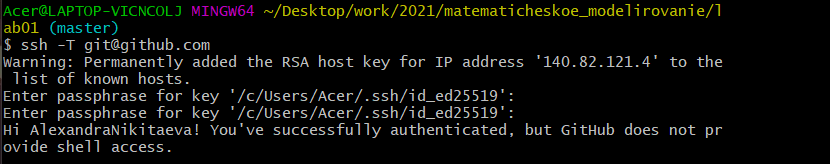 Acer@LAPTOP-VICNCOLJ MINGW64 ~/Desktop/work/2021/matematicheskoe_modelirovanie/l
ab01 (master)
$ ssh -T git@github.com
Warning: Permanently added the RSA host key for IP address '140.82.121.4' to the
 list of known hosts.
Enter passphrase for key '/c/Users/Acer/.ssh/id_ed25519':
Enter passphrase for key '/c/Users/Acer/.ssh/id_ed25519':
Hi AlexandraNikitaeva! You've successfully authenticated, but GitHub does not pr
ovide shell access.